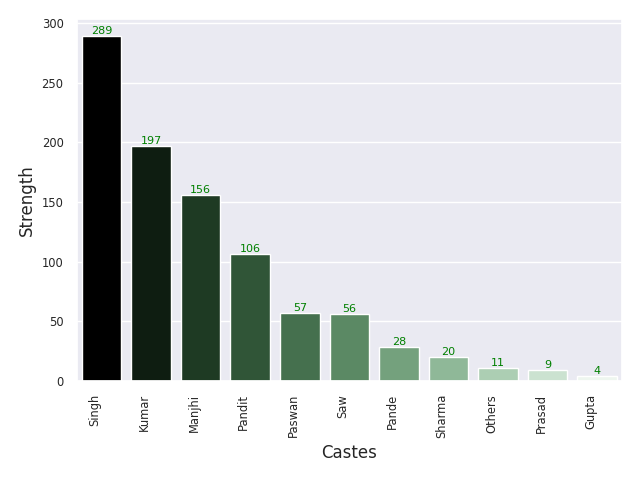 300
250
200
150
100
50
0
Strength
289
197
156
106
57
56
28
20
11
9
4
Singh
Kumar
Manjhi
Pandit
Paswan
Saw
Pande
Sharma
Others
Prasad
Gupta
Castes